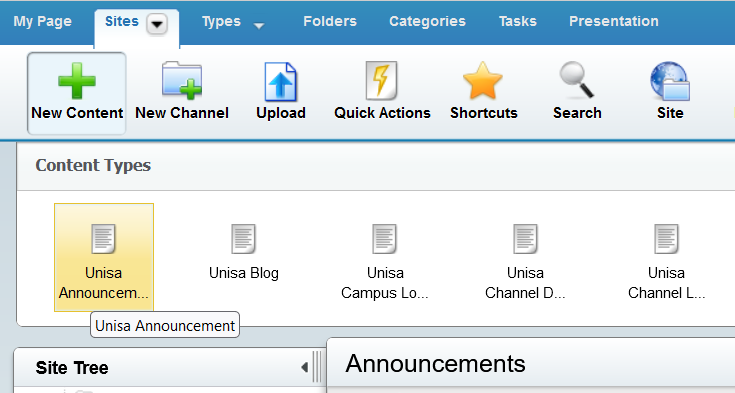 My Page Sites Types Folders Categories Tasks Presentation
New Content New Channel Upload Quick Actions Shortcuts Search Site
Content Types
Unisa Announcem...
Unisa Blog
Unisa Campus Lo...
Unisa Channel D...
Unisa Channel L...
Unisa Announcement
Site Tree
Announcements